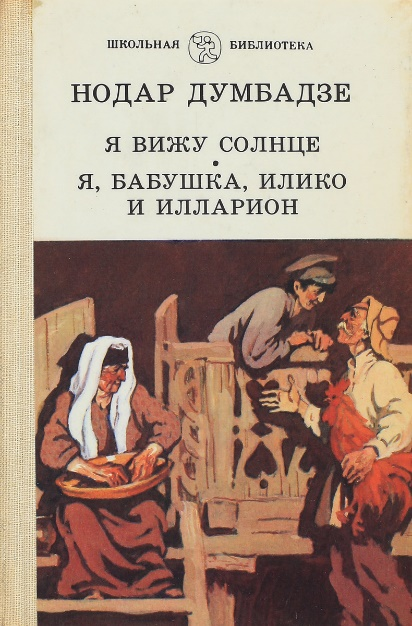 ШКОЛЬНАЯ БИБЛИОТЕКА
НОДАР ДУМБАДЗЕ
Я ВИЖУ СОЛНЦЕ
•
Я, БАБУШКА, ИЛИКО
И ИЛЛАРИОН